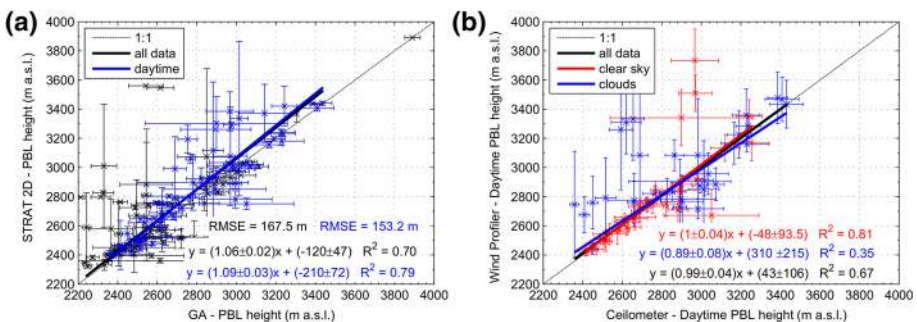 (a)
4000
3800
3600
3400
3200
3000
2800
2600
2400
2200
STRAT 2D - PBL height (m a.s.l.)
1:1
all data
daytime
RMSE = 167.5 m RMSE = 153.2 m
y = (1.06±0.02)x + (-120±47) R² = 0.70
y = (1.09±0.03)x + (-210±72) R² = 0.79
2200 2400 2600 2800 3000 3200 3400 3600 3800 4000
GA - PBL height (m a.s.l.)
(b)
4000
3800
3600
3400
3200
3000
2800
2600
2400
2200
Wind Profiler - Daytime PBL height (m a.s.l.)
1:1
all data
clear sky
clouds
y = (1±0.04)x + (-48±93.5) R² = 0.81
y = (0.89±0.08)x + (310 ±215) R² = 0.35
y = (0.99±0.04)x + (43±106) R² = 0.67
2200 2400 2600 2800 3000 3200 3400 3600 3800 4000
Ceilometer - Daytime PBL height (m a.s.l.)